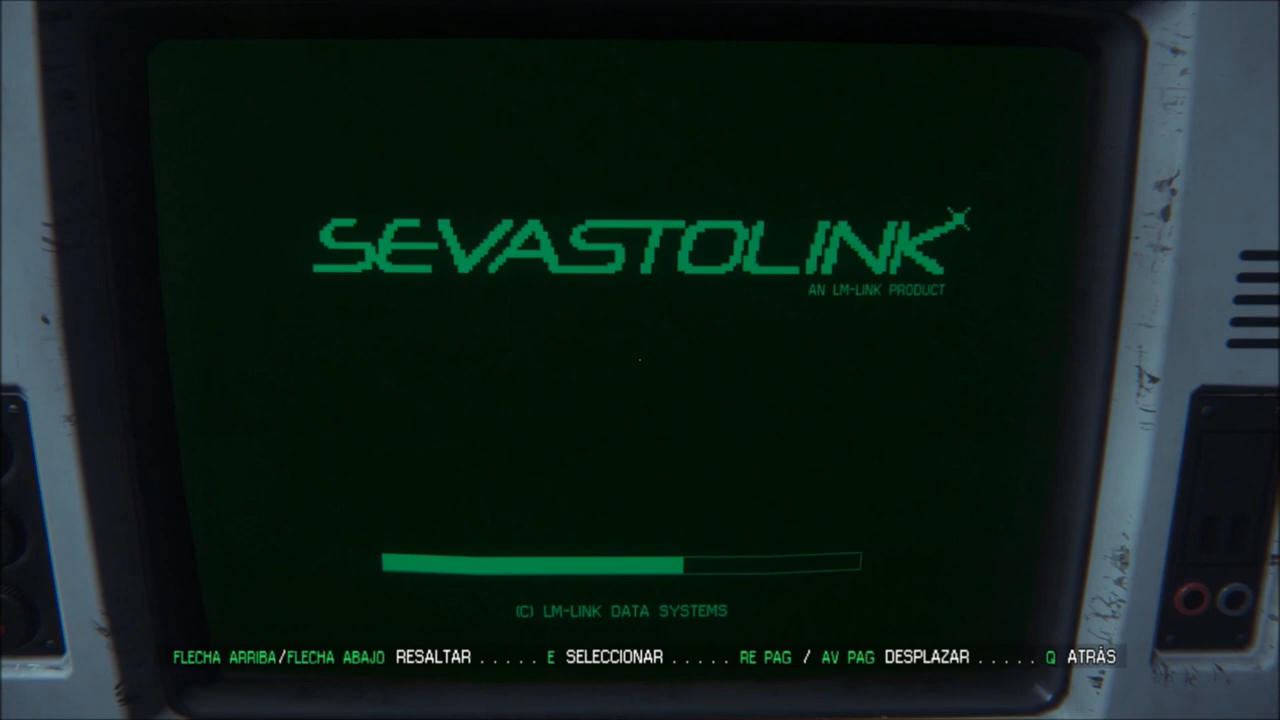 SEVASTOLINK
AN LM-LINK PRODUCT
(C) LM-LINK DATA SYSTEMS
FLECHA ARRIBA/FLECHA ABAJO RESALTAR ..... E SELECCIONAR ..... RE PAG / AV PAG DESPLAZAR ..... Q ATRÁS